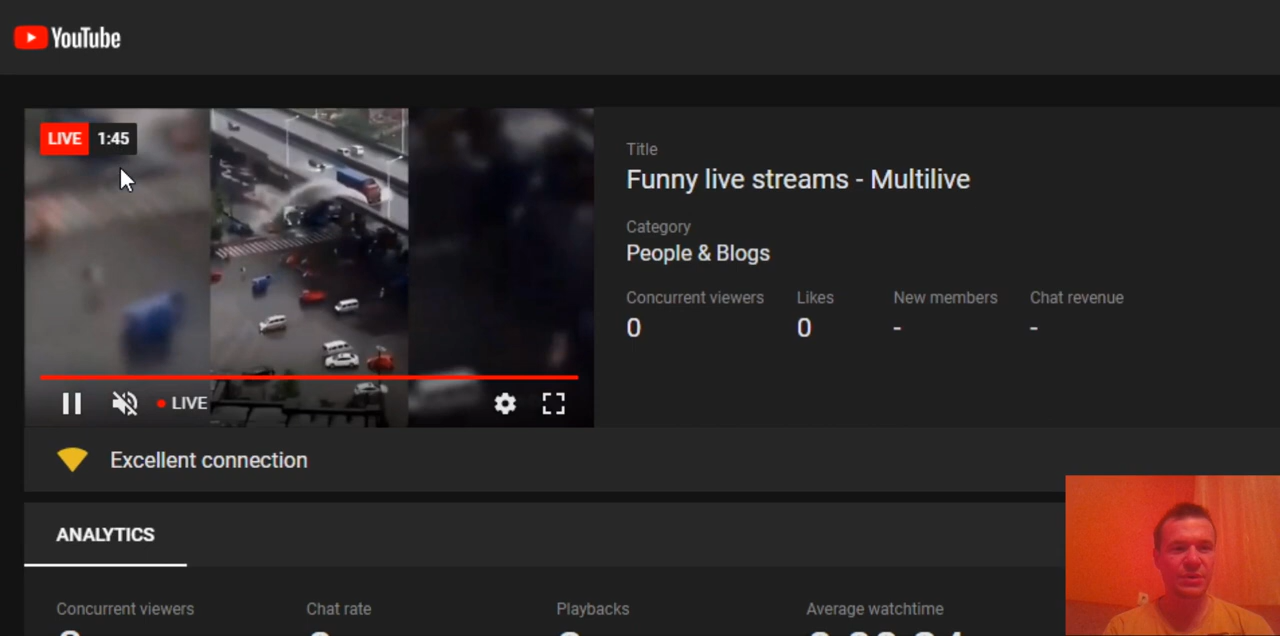 YouTube
LIVE 1:45
Title
Funny live streams - Multilive
Category
People & Blogs
Concurrent viewers Likes New members Chat revenue
0 0 - -
LIVE
Excellent connection
ANALYTICS
Concurrent viewers Chat rate Playbacks Average watchtime